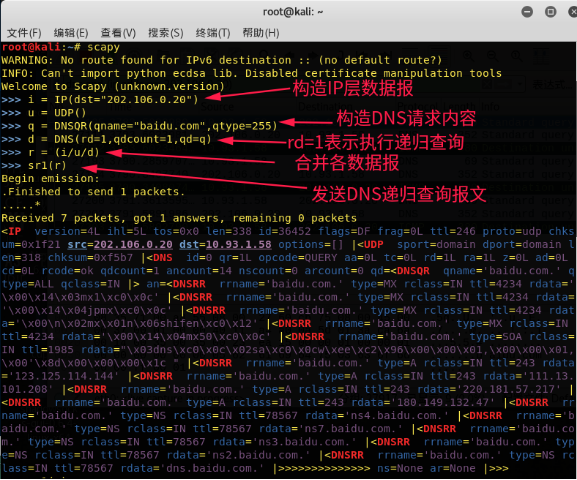 root@kali: ~
文件(F) 编辑(E) 查看(V) 搜索(S) 终端(T) 帮助(H)
root@kali:~# scapy
WARNING: No route found for IPv6 destination :: (no default route?)
INFO: Can't import python ecdsa lib. Disabled certificate manipulation tools
Welcome to Scapy (unknown.version)
>>> i = IP(dst="202.106.0.20") 构造IP层数据报
>>> u = UDP()
>>> q = DNSQR(qname="baidu.com",qtype=255) 构造DNS请求内容
>>> d = DNS(rd=1,qdcount=1,qd=q) rd=1表示执行递归查询
>>> r = (i/u/d) 合并各数据报
>>> sr1(r) 发送DNS递归查询报文
Begin emission:
.Finished to send 1 packets.
.....*
Received 7 packets, got 1 answers, remaining 0 packets
<IP version=4L ihl=5L tos=0x0 len=338 id=36452 flags=DF frag=0L ttl=246 proto=udp chks
um=0x1f21 src=202.106.0.20 dst=10.93.1.58 options=[] |<UDP sport=domain dport=domain l
en=318 chksum=0xf5b7 |<DNS id=0 qr=1L opcode=QUERY aa=0L tc=0L rd=1L ra=1L z=0L ad=0L
cd=0L rcode=ok qdcount=1 ancount=14 nscount=0 arcount=0 qd=<DNSQR qname='baidu.com.' q
type=ALL qclass=IN |> an=<DNSRR rrname='baidu.com.' type=MX rclass=IN ttl=4234 rdata='
\x00\x14\x03mx1\xc0\x0c' |<DNSRR rrname='baidu.com.' type=MX rclass=IN ttl=4234 rdata=
'\x00\x14\x04jpmx\xc0\x0c' |<DNSRR rrname='baidu.com.' type=MX rclass=IN ttl=4234 rdat
a='\x00\n\x02mx\x01n\x06shifen\xc0\x12' |<DNSRR rrname='baidu.com.' type=MX rclass=IN
ttl=4234 rdata='\x00\x14\x04mx50\xc0\x0c' |<DNSRR rrname='baidu.com.' type=SOA rclass=
IN ttl=1985 rdata="\x03dns\xc0\x0c\x02sa\xc0\x0cw\xee\xc2\x96\x00\x00\x01,\x00\x00\x01,
\x00'\x8d\x00\x00\x00\x1c " |<DNSRR rrname='baidu.com.' type=A rclass=IN ttl=243 rdata
='123.125.114.144' |<DNSRR rrname='baidu.com.' type=A rclass=IN ttl=243 rdata='111.13.
101.208' |<DNSRR rrname='baidu.com.' type=A rclass=IN ttl=243 rdata='220.181.57.217' |
<DNSRR rrname='baidu.com.' type=A rclass=IN ttl=243 rdata='180.149.132.47' |<DNSRR rrn
ame='baidu.com.' type=NS rclass=IN ttl=78567 rdata='ns4.baidu.com.' |<DNSRR rrname='b
aidu.com.' type=NS rclass=IN ttl=78567 rdata='ns7.baidu.com.' |<DNSRR rrname='baidu.co
m.' type=NS rclass=IN ttl=78567 rdata='ns3.baidu.com.' |<DNSRR rrname='baidu.com.' typ
e=NS rclass=IN ttl=78567 rdata='ns2.baidu.com.' |<DNSRR rrname='baidu.com.' type=NS rc
lass=IN ttl=78567 rdata='dns.baidu.com.' |>>>>>>>>>>>>>> ns=None ar=None |>>>